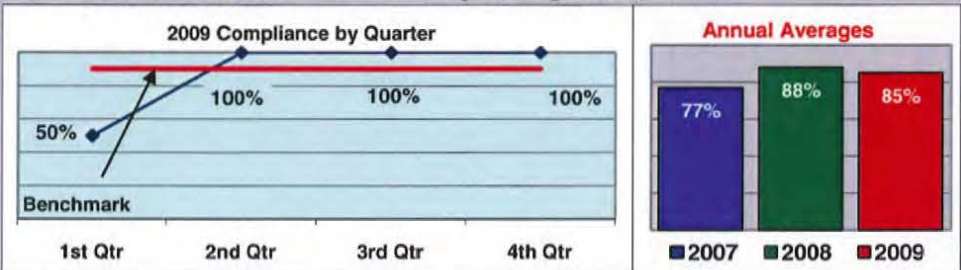 2009 Compliance by Quarter
50%
100%
100%
100%
Benchmark
1st Qtr 2nd Qtr 3rd Qtr 4th Qtr
Annual Averages
77%
88%
85%
2007 2008 2009